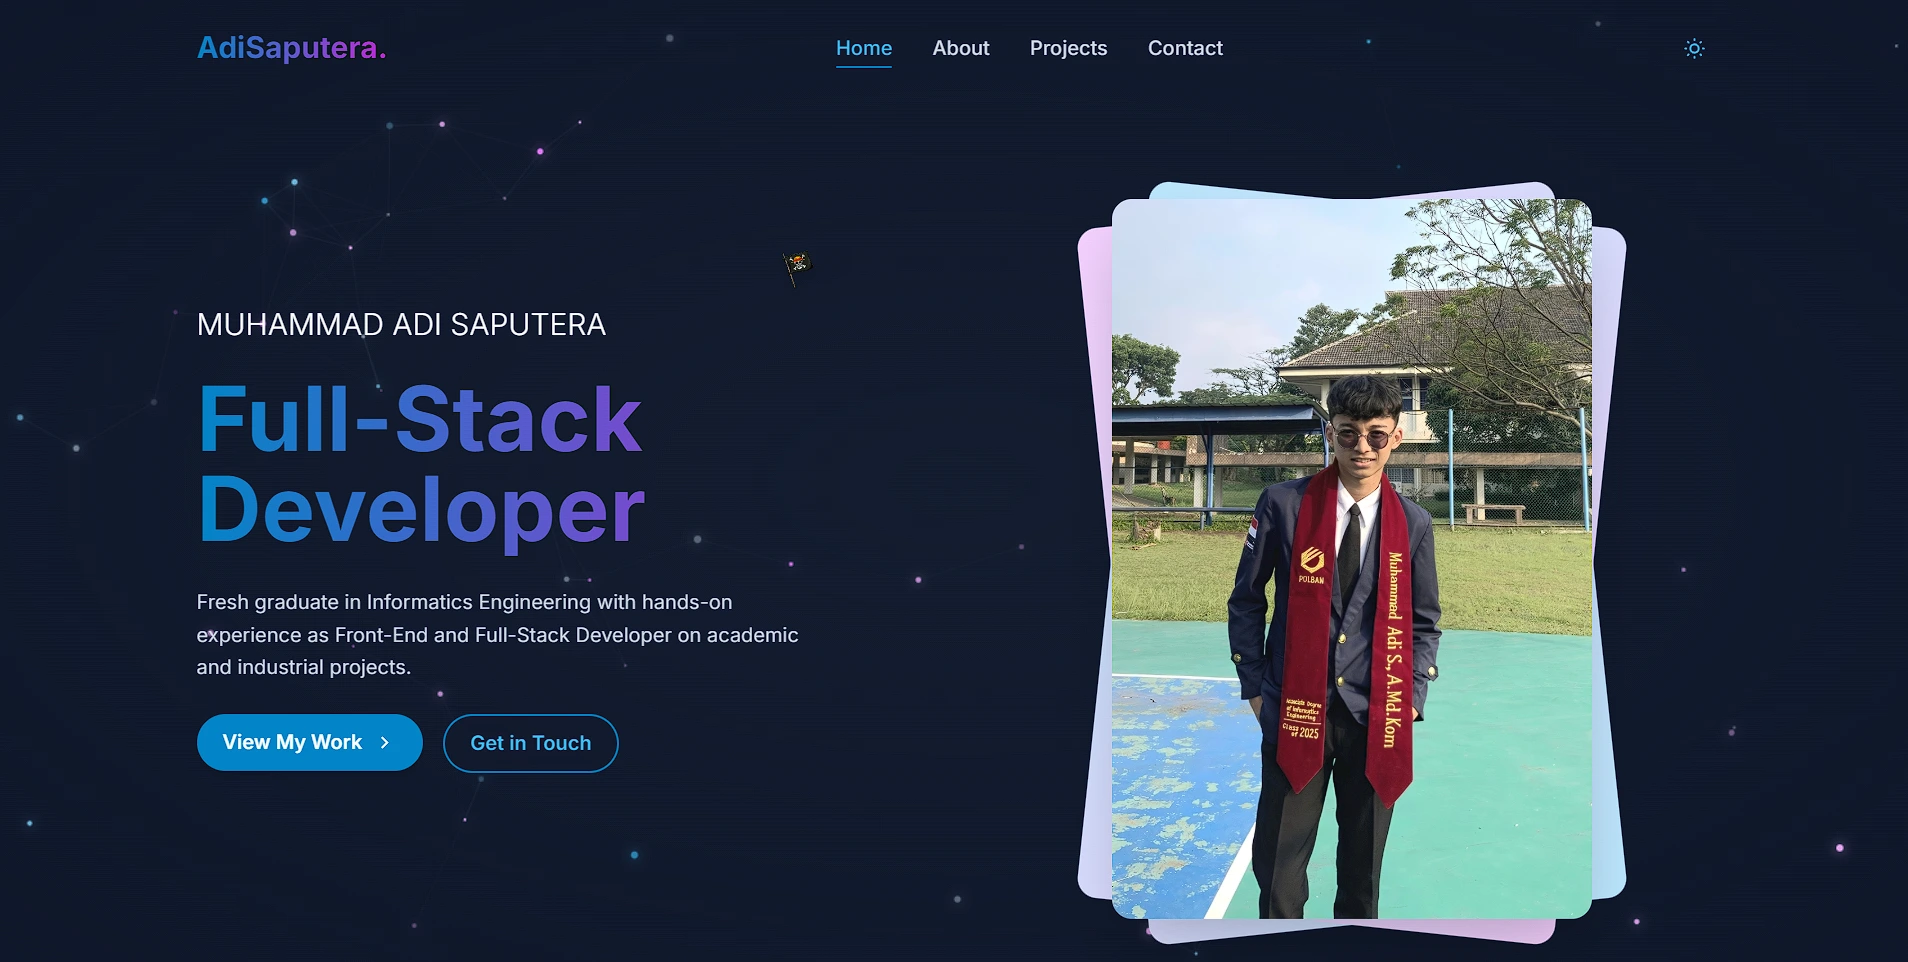 AdiSaputera.
Home
About
Projects
Contact
MUHAMMAD ADI SAPUTERA
Full-Stack
Developer
Fresh graduate in Informatics Engineering with hands-on
experience as Front-End and Full-Stack Developer on academic
and industrial projects.
View My Work
Get in Touch
POLBAN
Associate Degree
of Informatics
Engineering
Class
of 2025
Muhammad Adi S., A.Md.Kom